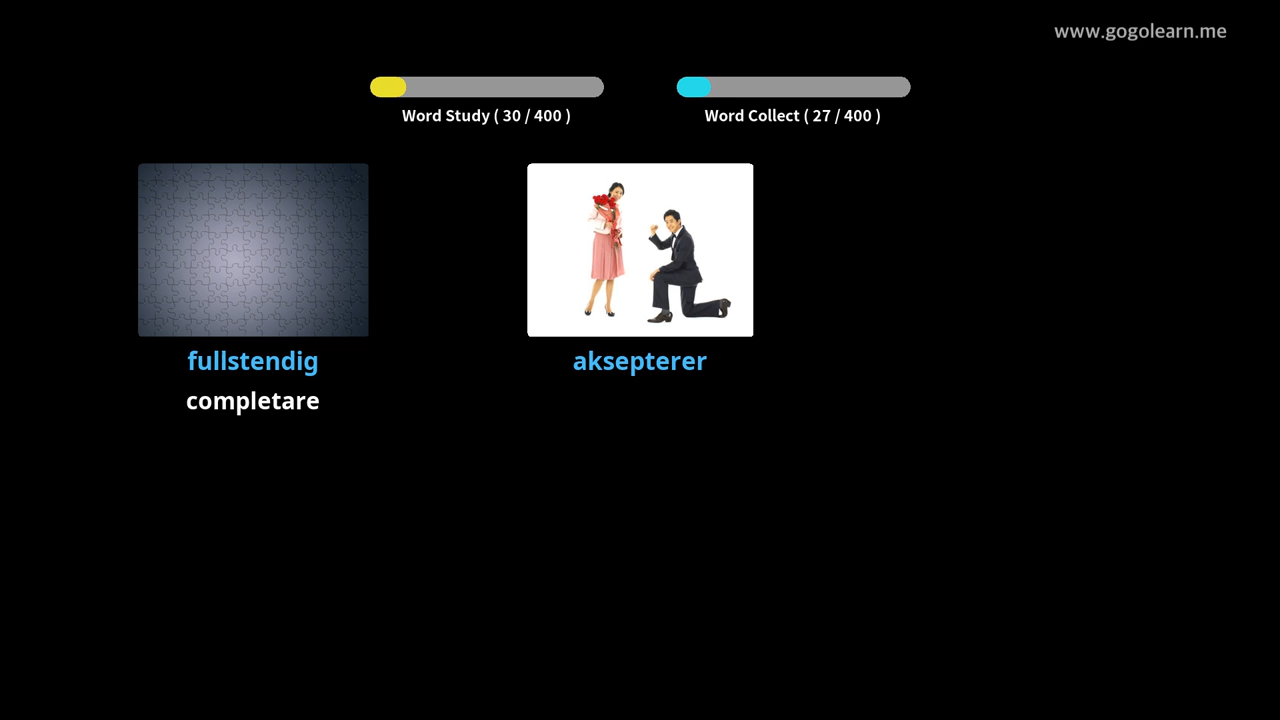 www.gogolearn.me
Word Study ( 30 / 400 )
Word Collect ( 27 / 400 )
fullstendig
aksepterer
completare